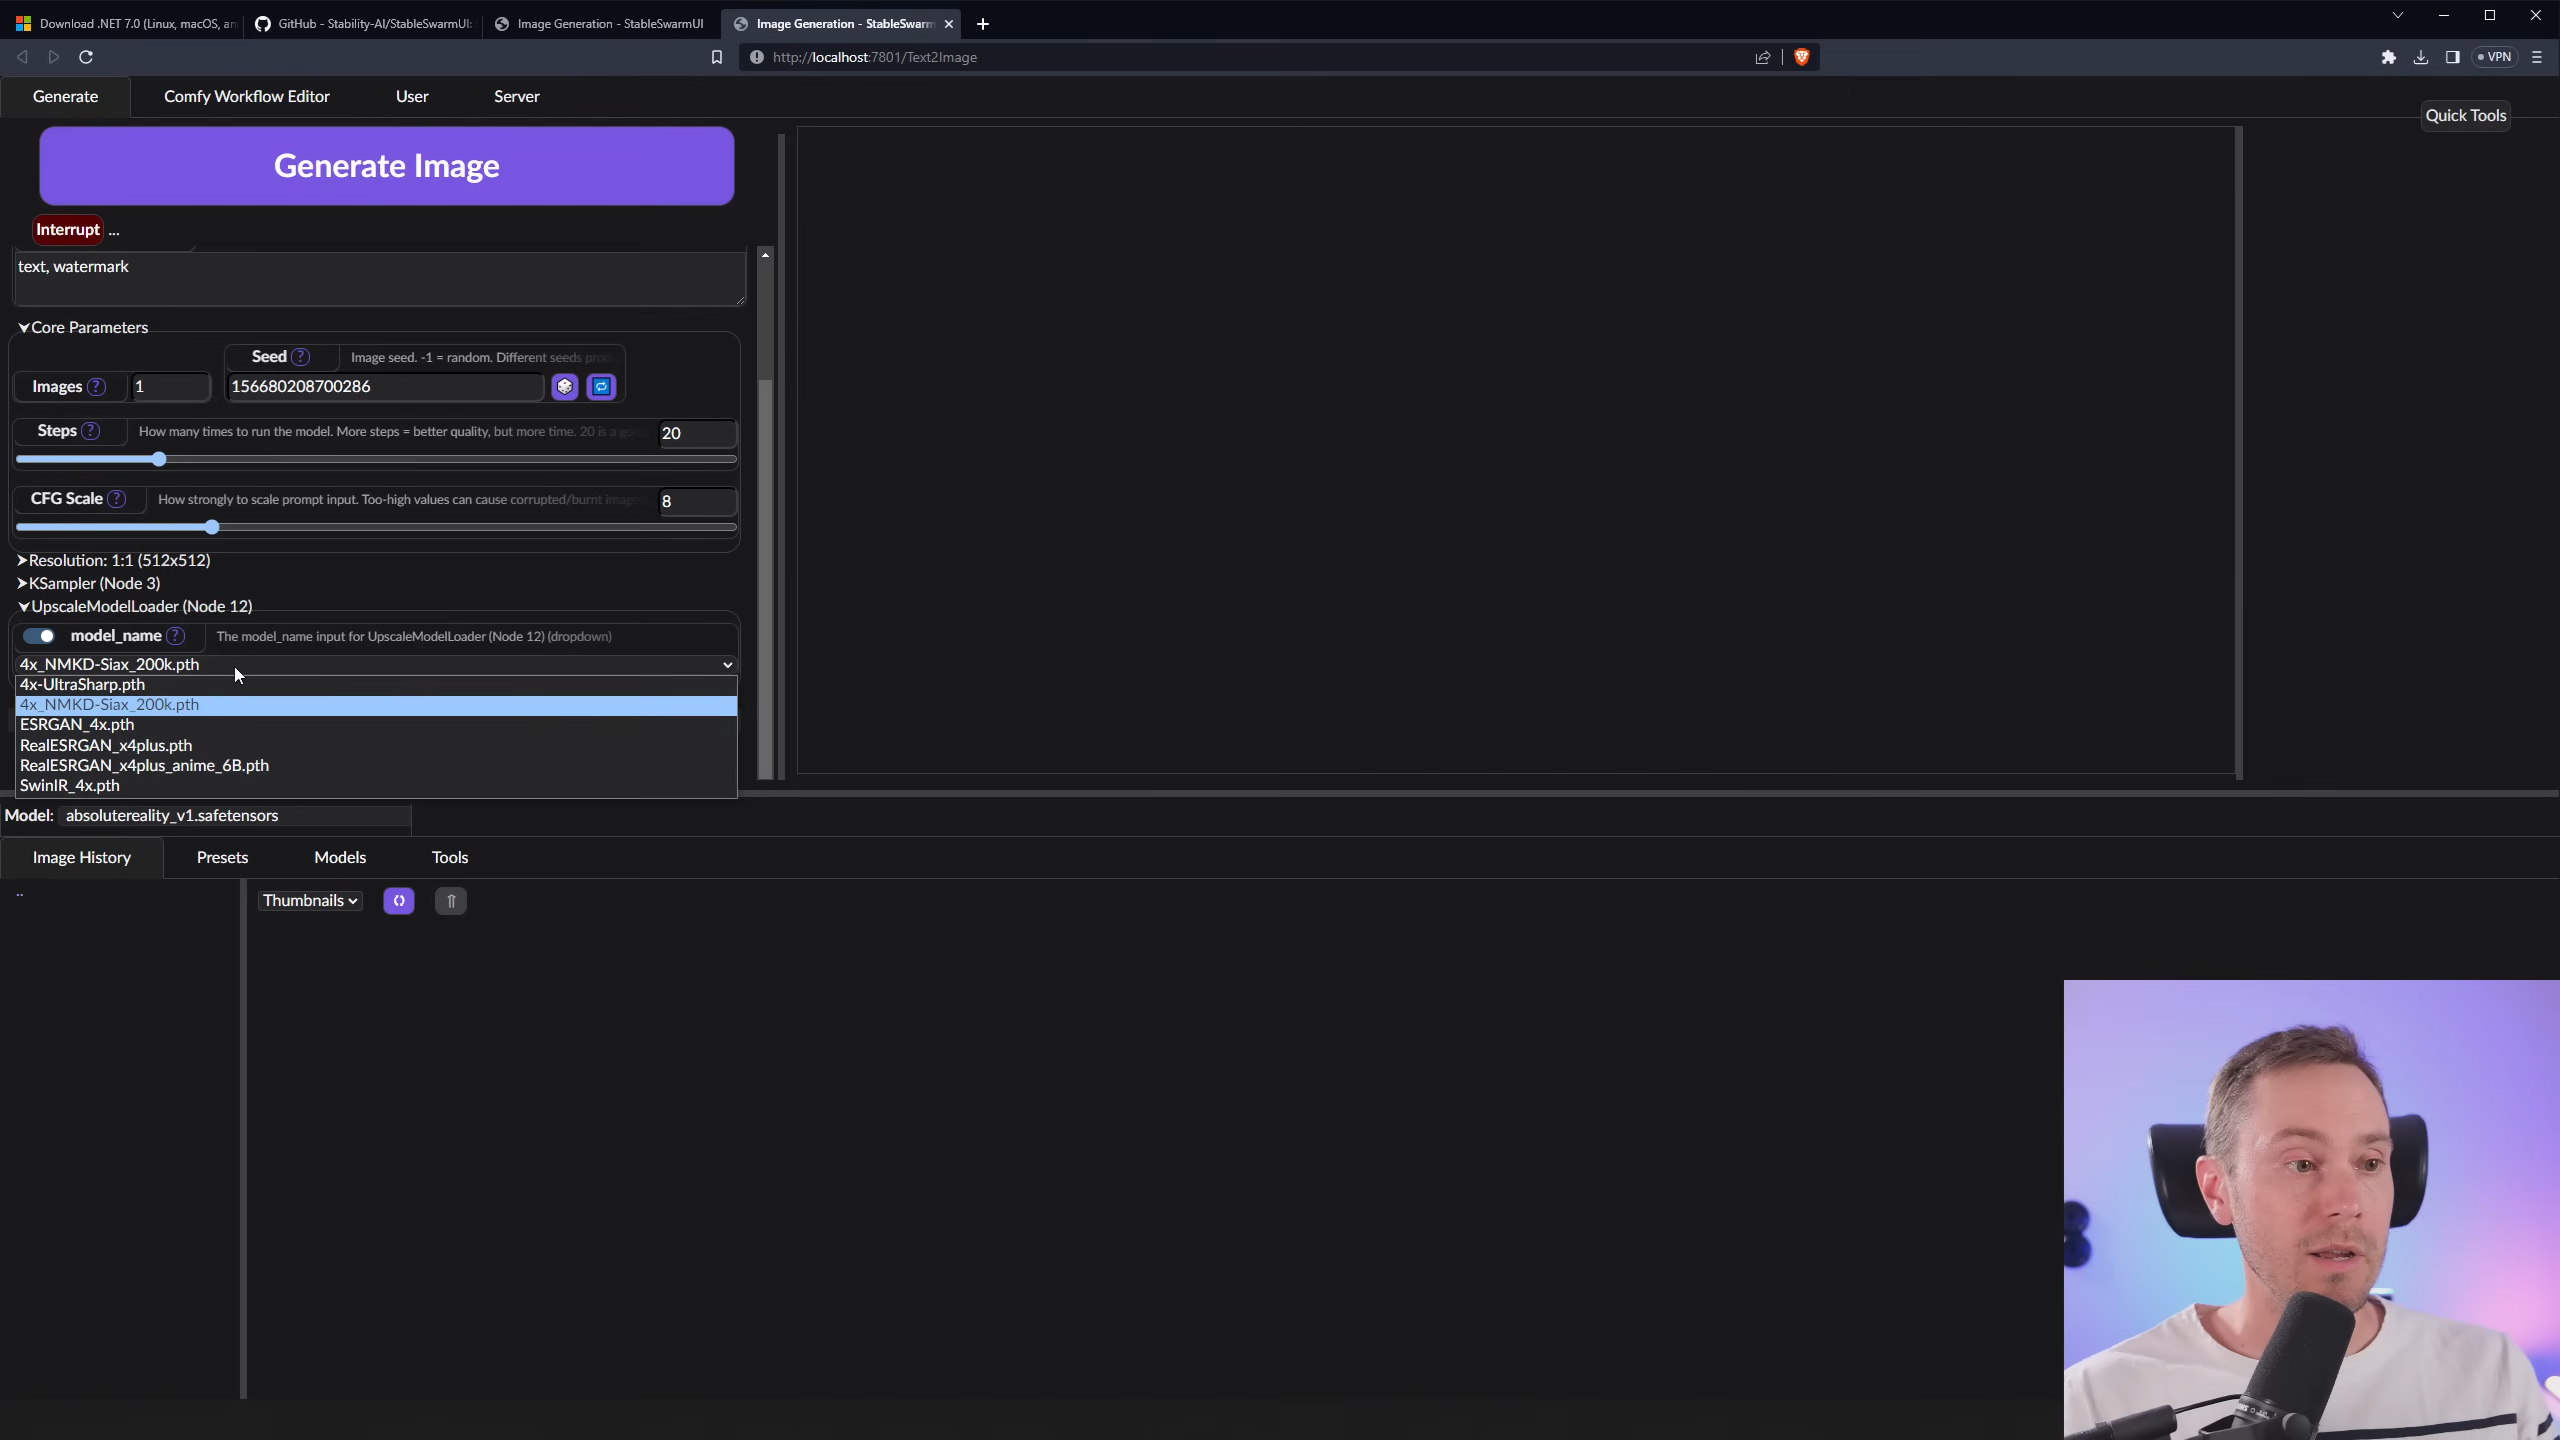 Download .NET 7.0 (Linux, macOS, an
GitHub - Stability-AI/StableSwarmUI:
Image Generation - StableSwarmUI
Image Generation - StableSwarm
http://localhost:7801/Text2Image
VPN
Generate
Comfy Workflow Editor
User
Server
Quick Tools
Generate Image
Interrupt ...
text, watermark
Core Parameters
Seed ?
Image seed. -1 = random. Different seeds prod
Images ?
1
156680208700286
Steps ?
How many times to run the model. More steps = better quality, but more time. 20 is a
20
CFG Scale ?
How strongly to scale prompt input. Too-high values can cause corrupted/burnt
8
Resolution: 1:1 (512x512)
KSampler (Node 3)
UpscaleModelLoader (Node 12)
model_name ?
The model_name input for UpscaleModelLoader (Node 12) (dropdown)
4x_NMKD-Siax_200k.pth
4x-UltraSharp.pth
4x_NMKD-Siax_200k.pth
ESRGAN_4x.pth
RealESRGAN_x4plus.pth
RealESRGAN_x4plus_anime_6B.pth
SwinIR_4x.pth
Model: absolutereality_v1.safetensors
Image History
Presets
Models
Tools
..
Thumbnails